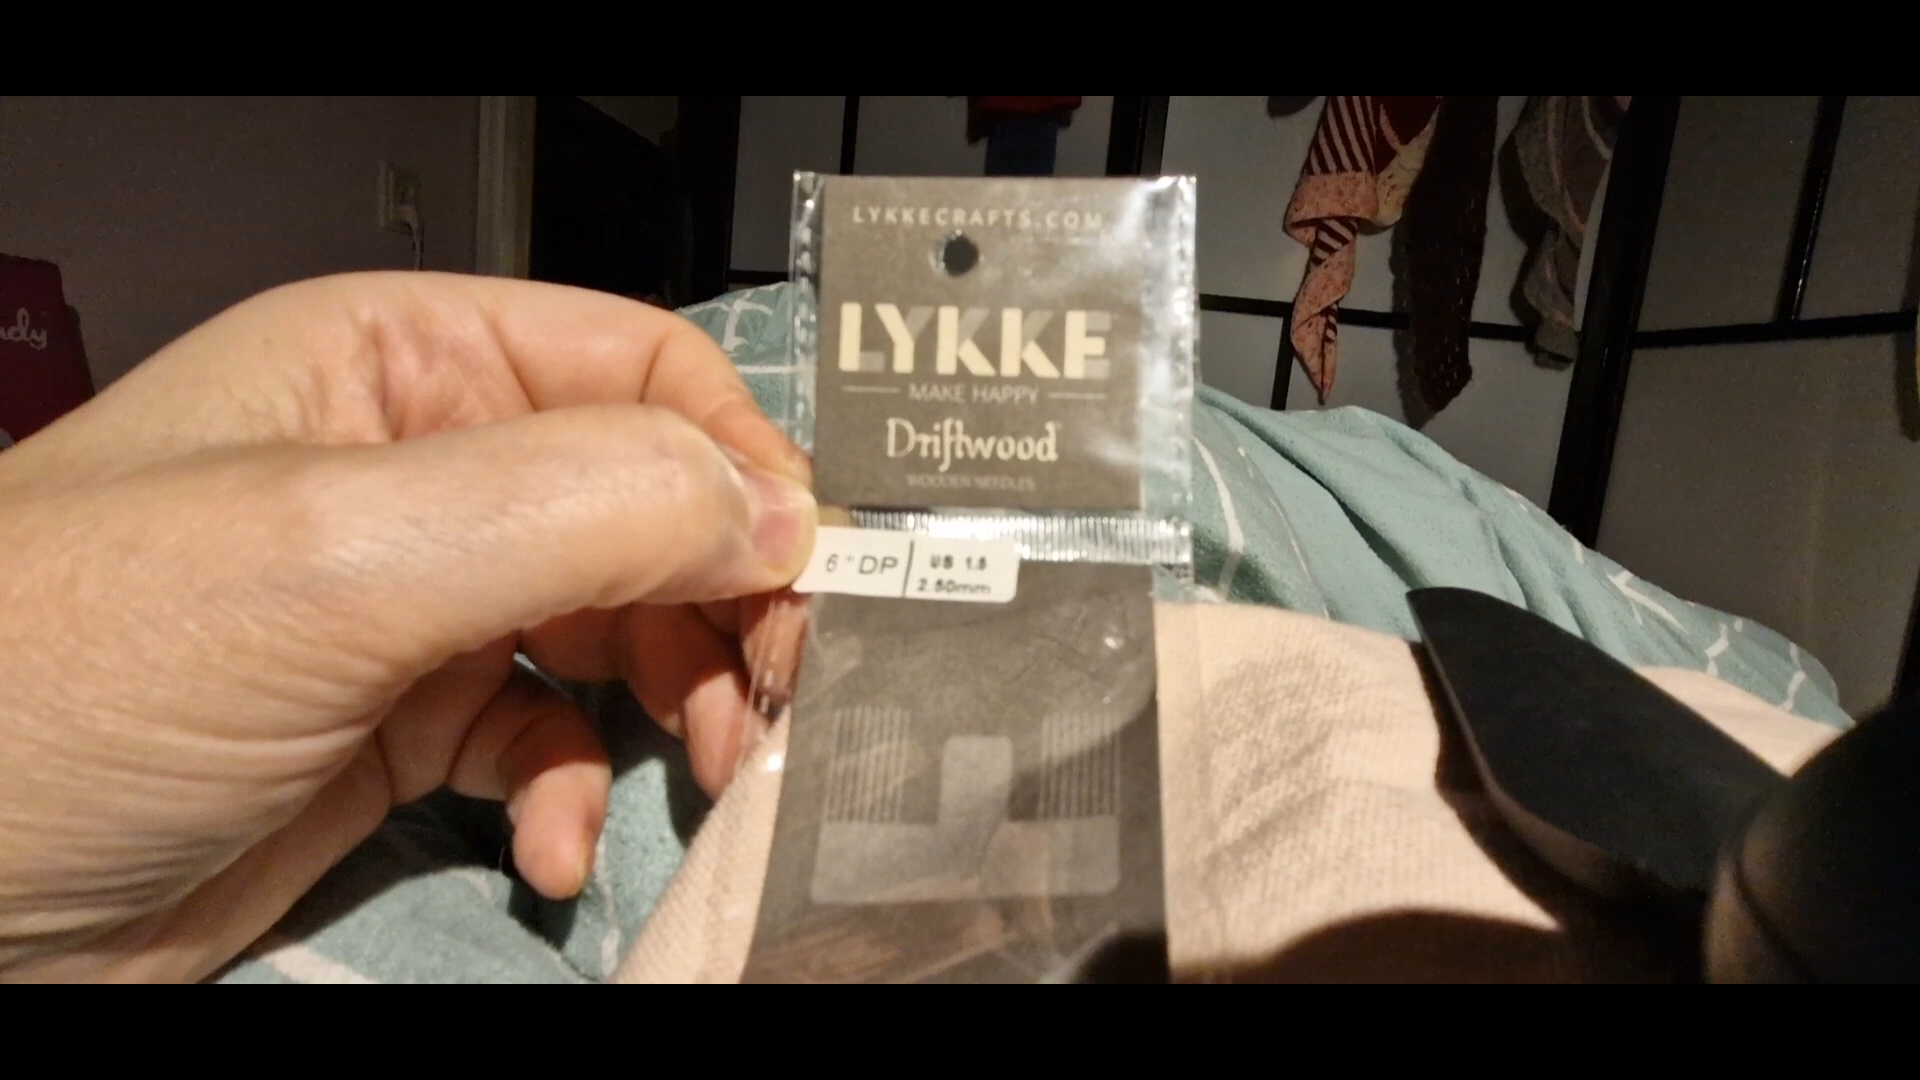 LYKKECRAFTS.COM
LYKKE
MAKE HAPPY
Driftwood
WOODEN NEEDLES
6" DP
US 1.5
2.50mm